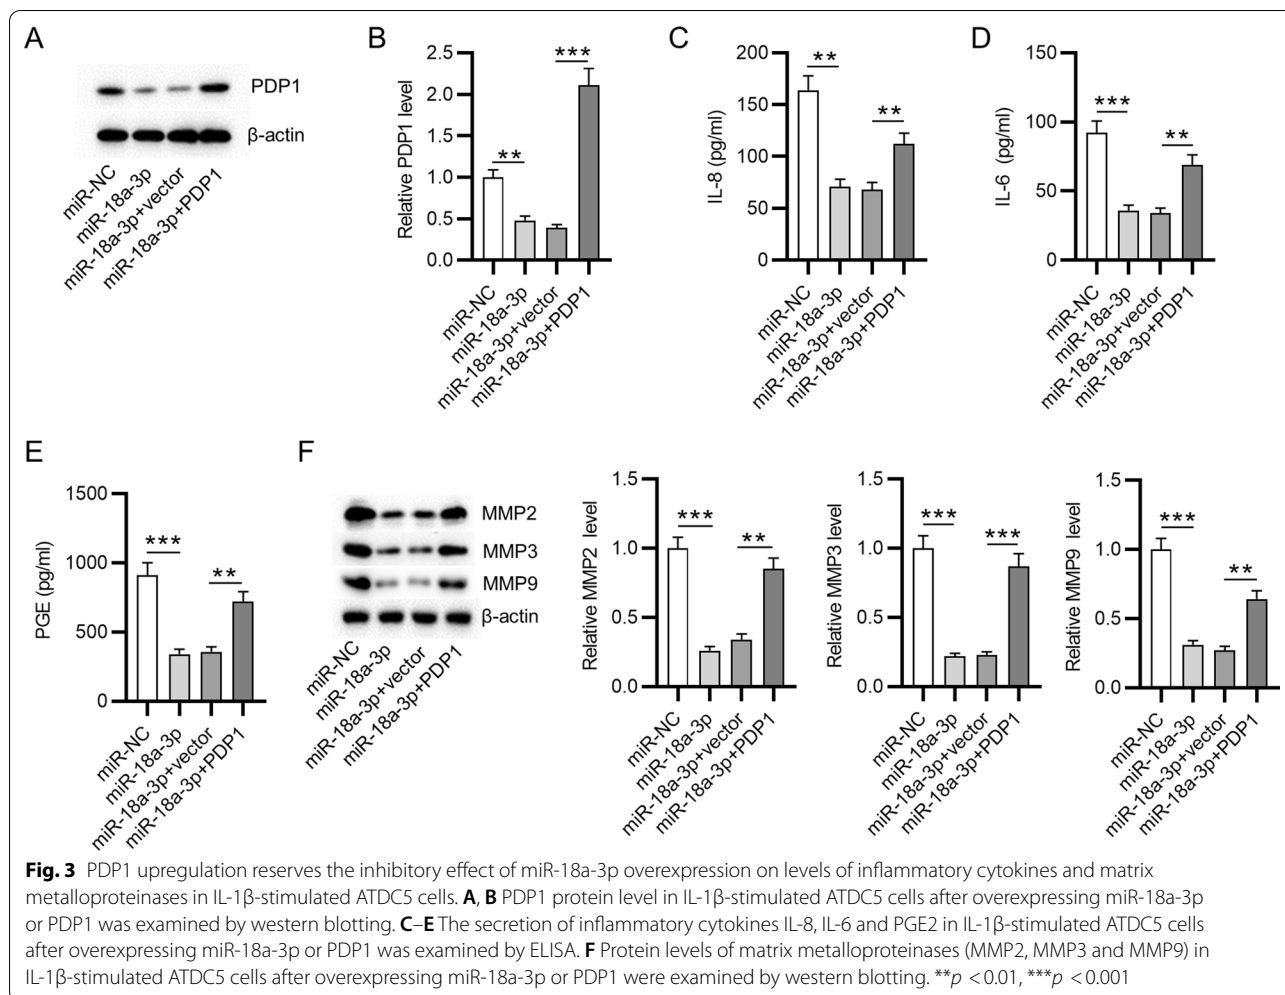 A
PDP1
β-actin
miR-NC
miR-18a-3p
miR-18a-3p+vector
miR-18a-3p+PDP1
B
Relative PDP1 level
2.5
2.0
1.5
1.0
0.5
0.0
**
***
miR-NC
miR-18a-3p
miR-18a-3p+vector
miR-18a-3p+PDP1
C
IL-8 (pg/ml)
200
150
100
50
0
**
**
miR-NC
miR-18a-3p
miR-18a-3p+vector
miR-18a-3p+PDP1
D
IL-6 (pg/ml)
150
100
50
0
***
**
miR-NC
miR-18a-3p
miR-18a-3p+vector
miR-18a-3p+PDP1
E
PGE (pg/ml)
1500
1000
500
0
***
**
miR-NC
miR-18a-3p
miR-18a-3p+vector
miR-18a-3p+PDP1
F
MMP2
MMP3
MMP9
β-actin
miR-NC
miR-18a-3p
miR-18a-3p+vector
miR-18a-3p+PDP1
Relative MMP2 level
1.5
1.0
0.5
0.0
***
**
miR-NC
miR-18a-3p
miR-18a-3p+vector
miR-18a-3p+PDP1
Relative MMP3 level
1.5
1.0
0.5
0.0
***
***
miR-NC
miR-18a-3p
miR-18a-3p+vector
miR-18a-3p+PDP1
Relative MMP9 level
1.5
1.0
0.5
0.0
***
**
miR-NC
miR-18a-3p
miR-18a-3p+vector
miR-18a-3p+PDP1
Fig. 3 PDP1 upregulation reserves the inhibitory effect of miR-18a-3p overexpression on levels of inflammatory cytokines and matrix
metalloproteinases in IL-1β-stimulated ATDC5 cells. A, B PDP1 protein level in IL-1β-stimulated ATDC5 cells after overexpressing miR-18a-3p
or PDP1 was examined by western blotting. C–E The secretion of inflammatory cytokines IL-8, IL-6 and PGE2 in IL-1β-stimulated ATDC5 cells
after overexpressing miR-18a-3p or PDP1 was examined by ELISA. F Protein levels of matrix metalloproteinases (MMP2, MMP3 and MMP9) in
IL-1β-stimulated ATDC5 cells after overexpressing miR-18a-3p or PDP1 were examined by western blotting. **p < 0.01, ***p < 0.001